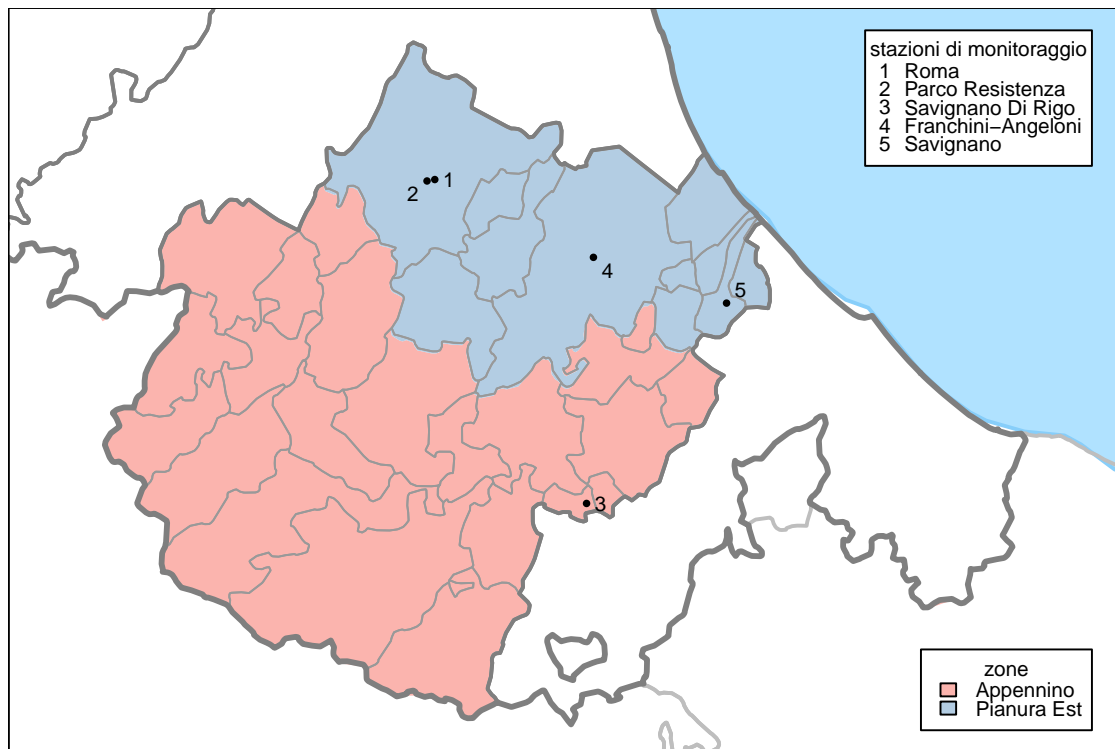 stazioni di monitoraggio
1 Roma
2 Parco Resistenza
3 Savignano Di Rigo
4 Franchini−Angeloni
5 Savignano
2 1
4
5
3
zone
Appennino
Pianura Est